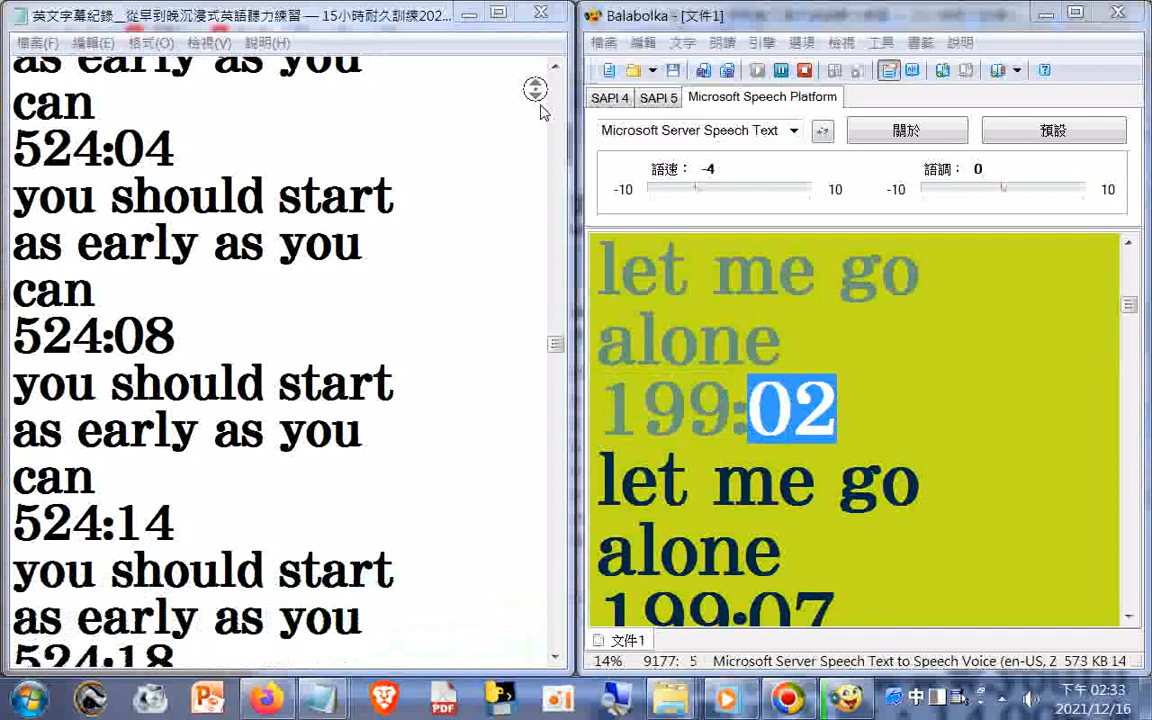 英文字幕紀錄__從早到晚沉浸式英語聽力練習 — 15小時耐久訓練202...
檔案(F) 編輯(E) 格式(O) 檢視(V) 說明(H)
as early as you
can
524:04
you should start
as early as you
can
524:08
you should start
as early as you
can
524:14
you should start
as early as you
524:18
Balabolka - [文件1]
檔案 編輯 文字 朗讀 引擎 選項 檢視 工具 書籤 說明
SAPI 4 SAPI 5 Microsoft Speech Platform
Microsoft Server Speech Text 關於 預設
語速： -4 語調： 0
-10 10 -10 10
let me go
alone
199:02
let me go
alone
199:07
文件1
14% 9177: 5 Microsoft Server Speech Text to Speech Voice (en-US, 2 573 KB 14
PDF 中 下午 02:33
2021/12/16